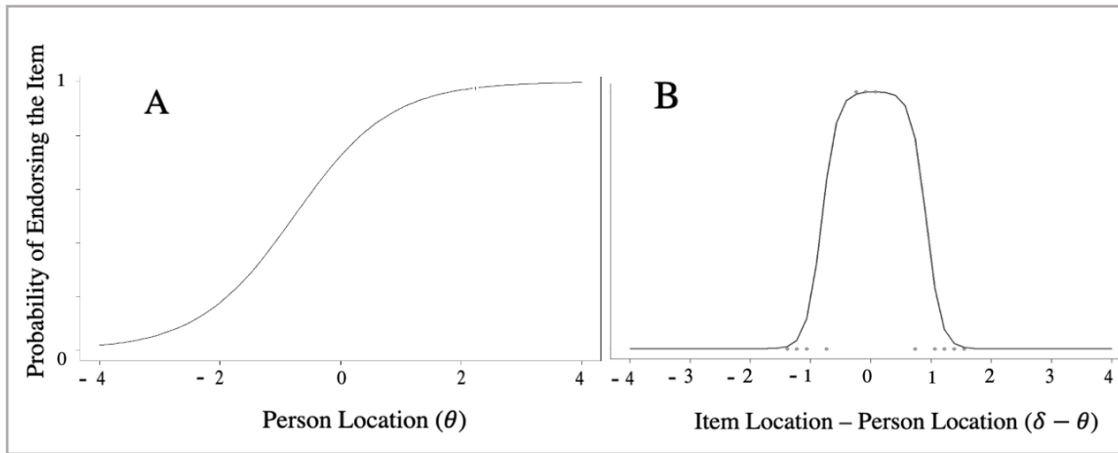 A
B
Probability of Endorsing the Item
1
0
- 4 - 2 0 2 4
Person Location (θ)
- 4 - 3 - 2 - 1 0 1 2 3 4
Item Location – Person Location (δ − θ)